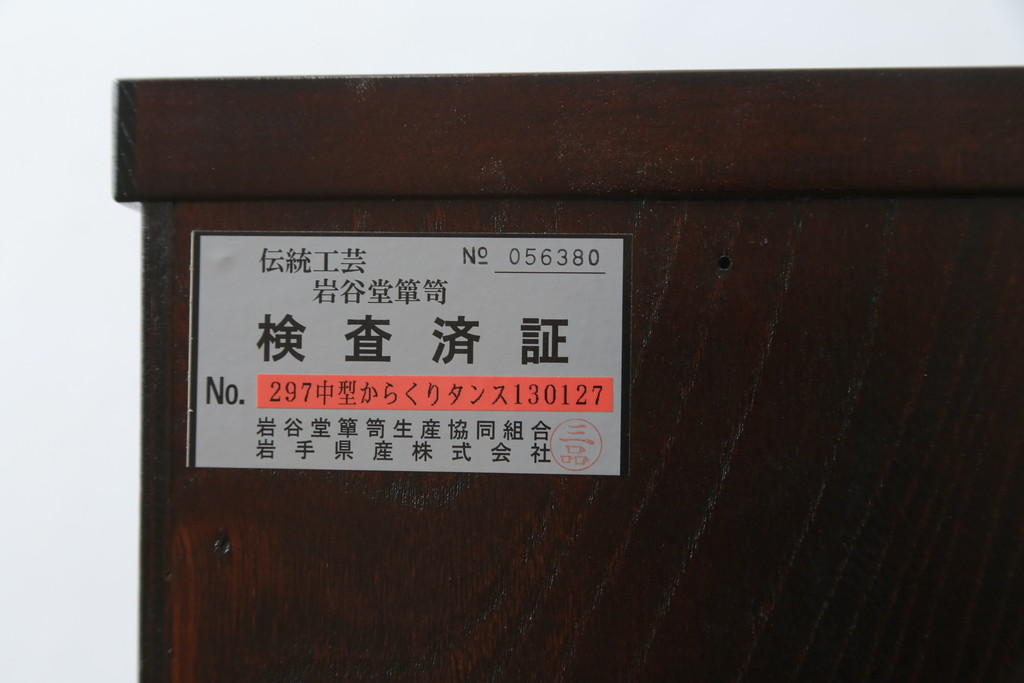 伝統工芸 № 056380
岩谷堂簞笥
検査済証
No. 297中型からくりタンス130127
岩谷堂簞笥生産協同組合
岩手県産株式会社